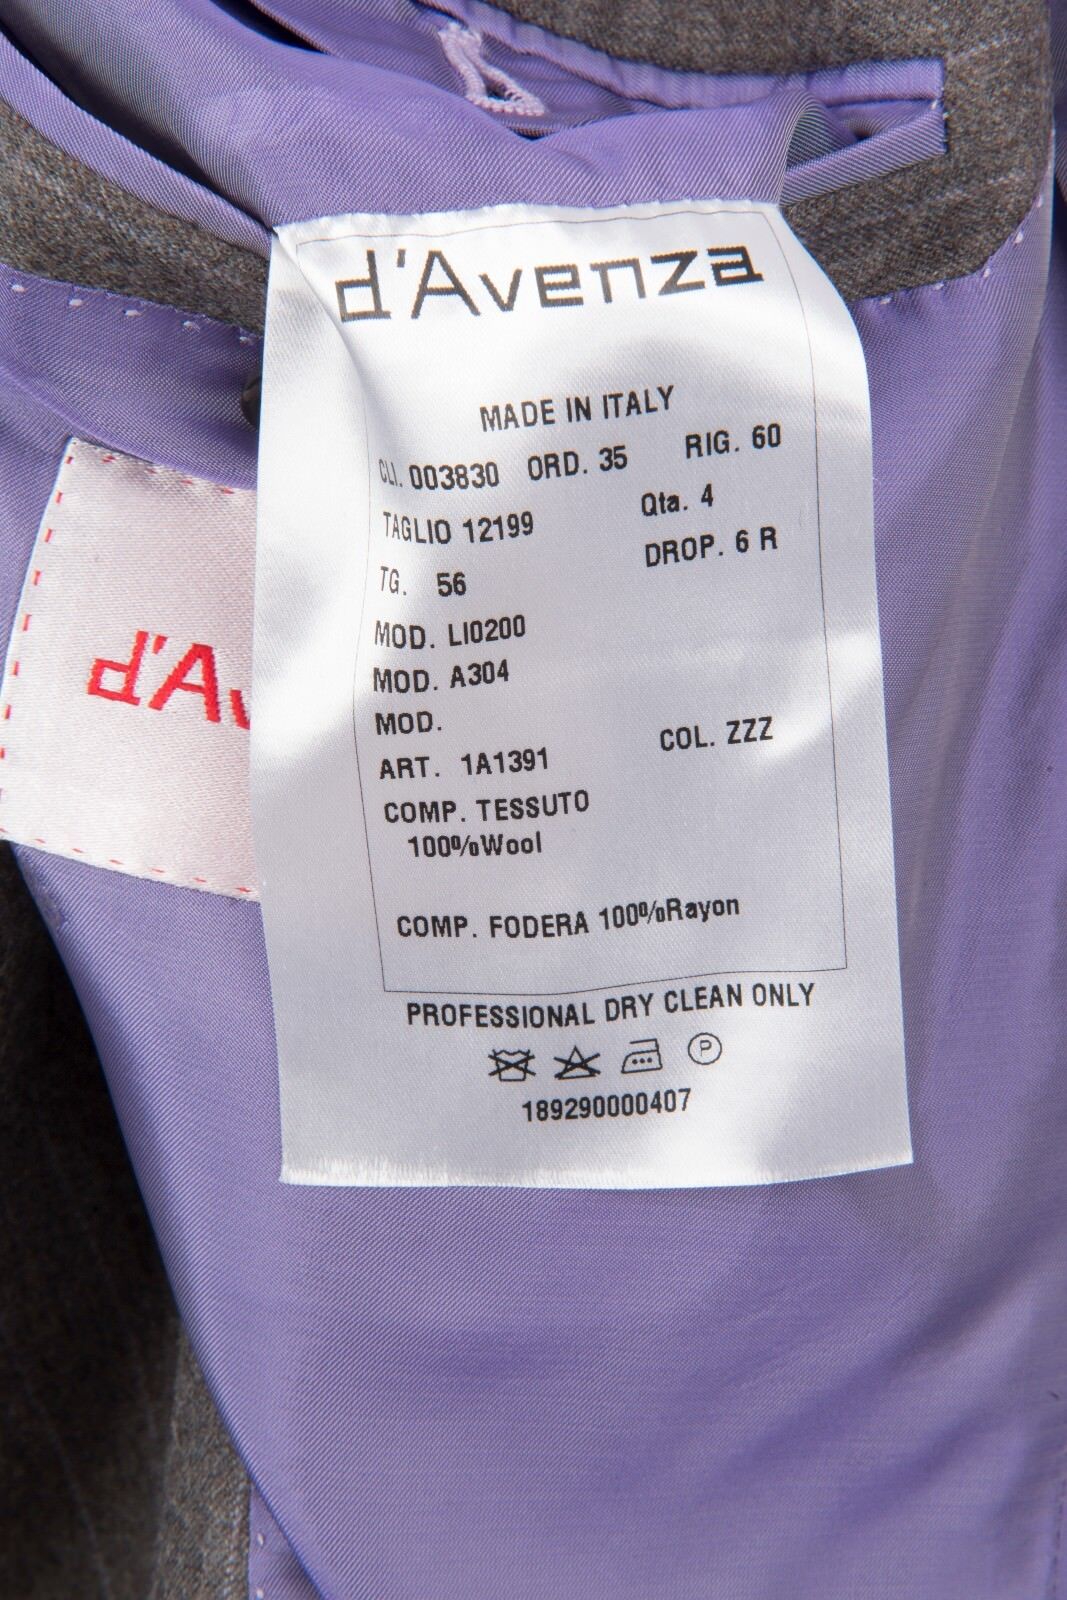 d'Avenza
MADE IN ITALY
CLI. 003830 ORD. 35 RIG. 60
TAGLIO 12199 Qta. 4
TG. 56 DROP. 6 R
MOD. LI0200
MOD. A304
MOD.
ART. 1A1391 COL. ZZZ
COMP. TESSUTO
100%Wool
COMP. FODERA 100%Rayon
PROFESSIONAL DRY CLEAN ONLY
P
189290000407
d'Av